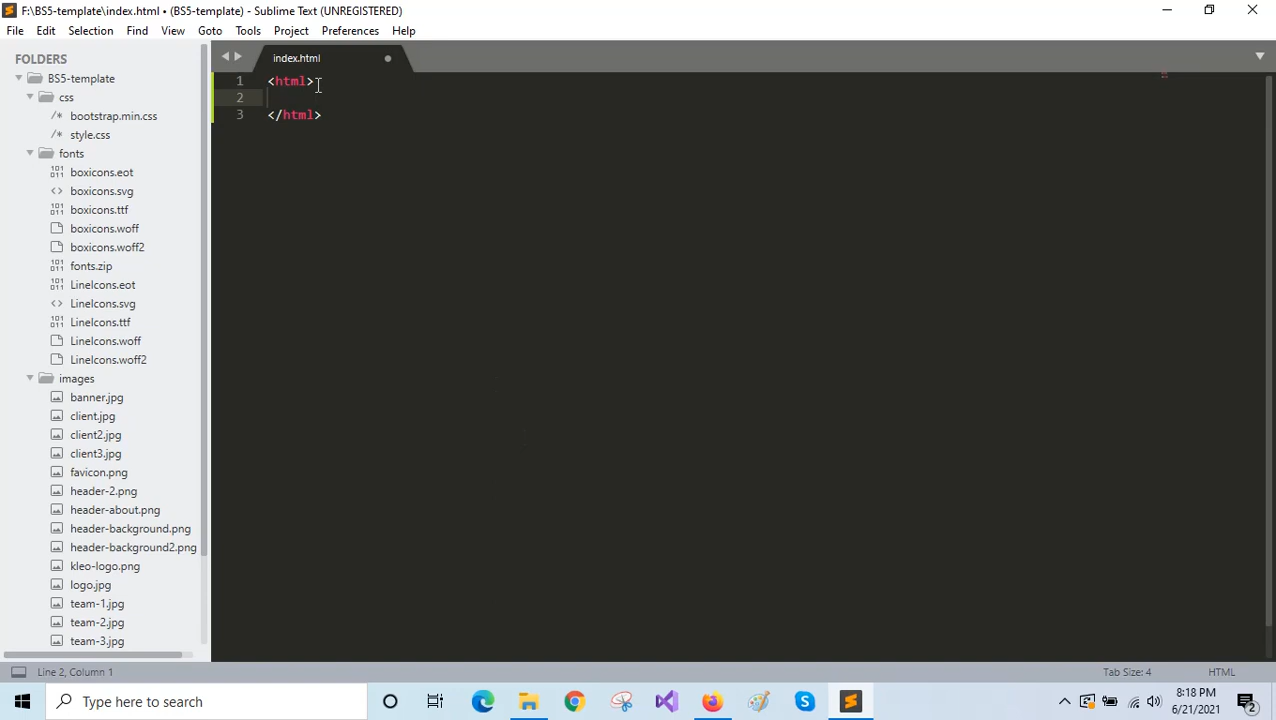 F:\BS5-template\index.html • (BS5-template) - Sublime Text (UNREGISTERED)
File Edit Selection Find View Goto Tools Project Preferences Help
FOLDERS
BS5-template
css
/* bootstrap.min.css
/* style.css
fonts
boxicons.eot
<> boxicons.svg
boxicons.ttf
boxicons.woff
boxicons.woff2
fonts.zip
LineIcons.eot
<> LineIcons.svg
LineIcons.ttf
LineIcons.woff
LineIcons.woff2
images
banner.jpg
client.jpg
client2.jpg
client3.jpg
favicon.png
header-2.png
header-about.png
header-background.png
header-background2.png
kleo-logo.png
logo.jpg
team-1.jpg
team-2.jpg
team-3.jpg
index.html
1 <html>
2
3 </html>
Line 2, Column 1 Tab Size: 4 HTML
Type here to search
8:18 PM
6/21/2021
2